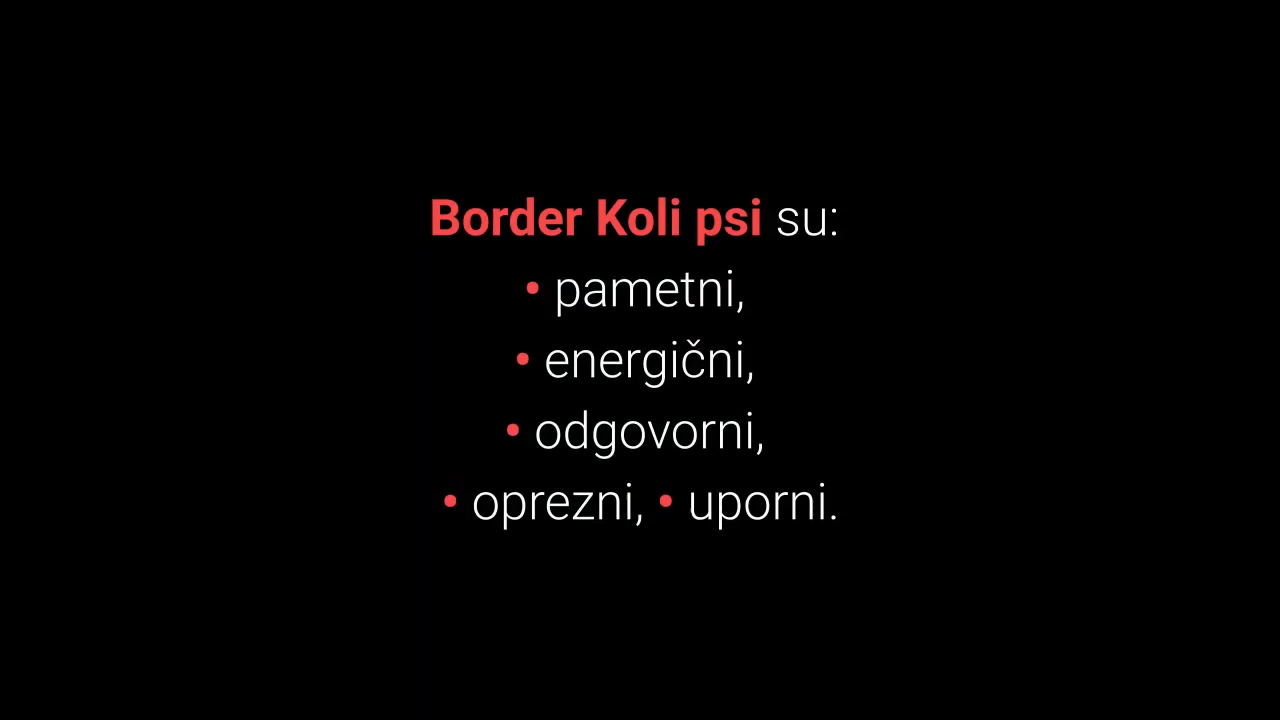 Border Koli psi su:
• pametni,
• energični,
• odgovorni,
• oprezni, • uporni.